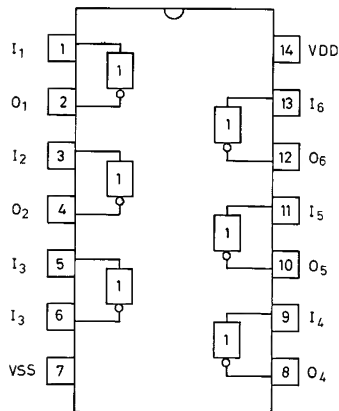 I1 1 1 14 VDD
O1 2 13 I6
1
I2 3 12 O6
1
O2 4 11 I5
1
I3 5 10 O5
1
I3 6 9 I4
1
VSS 7 8 O4